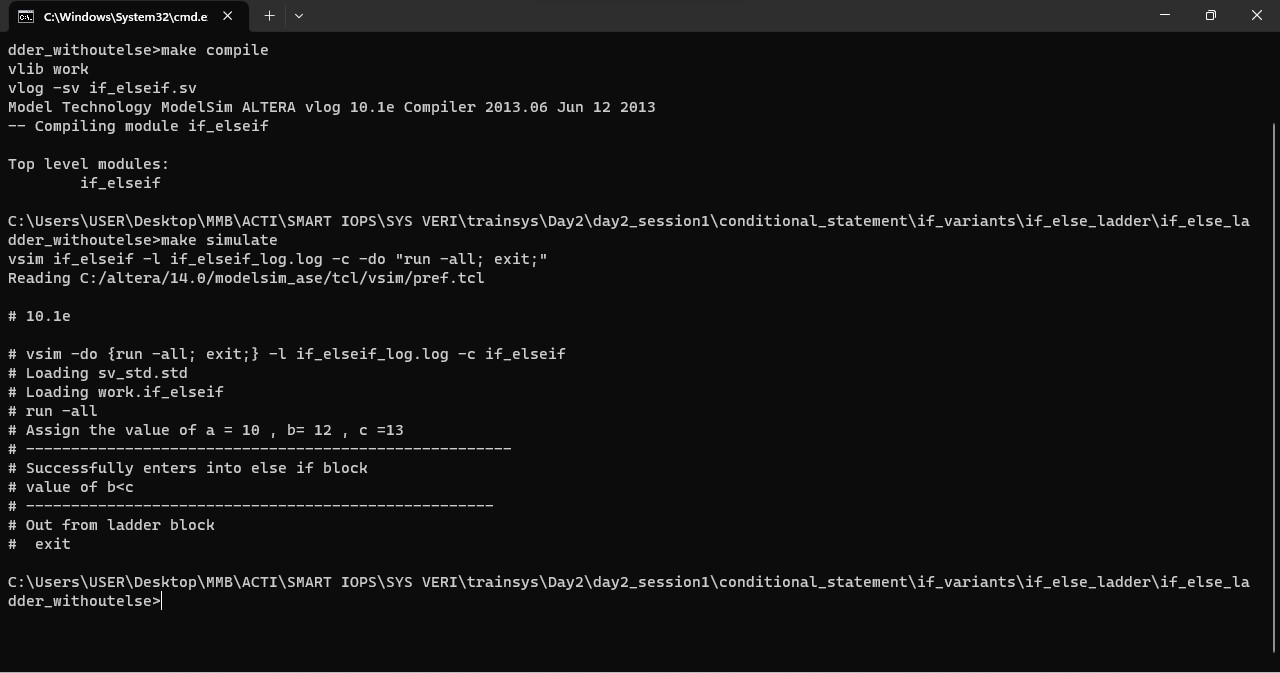 C:\Windows\System32\cmd.e
dder_withoutelse>make compile
vlib work
vlog -sv if_elseif.sv
Model Technology ModelSim ALTERA vlog 10.1e Compiler 2013.06 Jun 12 2013
-- Compiling module if_elseif
Top level modules:
if_elseif
C:\Users\USER\Desktop\MMB\ACTI\SMART IOPS\SYS VERI\trainsys\Day2\day2_session1\conditional_statement\if_variants\if_else_ladder\if_else_la
dder_withoutelse>make simulate
vsim if_elseif -l if_elseif_log.log -c -do "run -all; exit;"
Reading C:/altera/14.0/modelsim_ase/tcl/vsim/pref.tcl
# 10.1e
# vsim -do {run -all; exit;} -l if_elseif_log.log -c if_elseif
# Loading sv_std.std
# Loading work.if_elseif
# run -all
# Assign the value of a = 10 , b= 12 , c =13
# ------------------------------------------------------
# Successfully enters into else if block
# value of b<c
# ----------------------------------------------------
# Out from ladder block
#  exit
C:\Users\USER\Desktop\MMB\ACTI\SMART IOPS\SYS VERI\trainsys\Day2\day2_session1\conditional_statement\if_variants\if_else_ladder\if_else_la
dder_withoutelse>